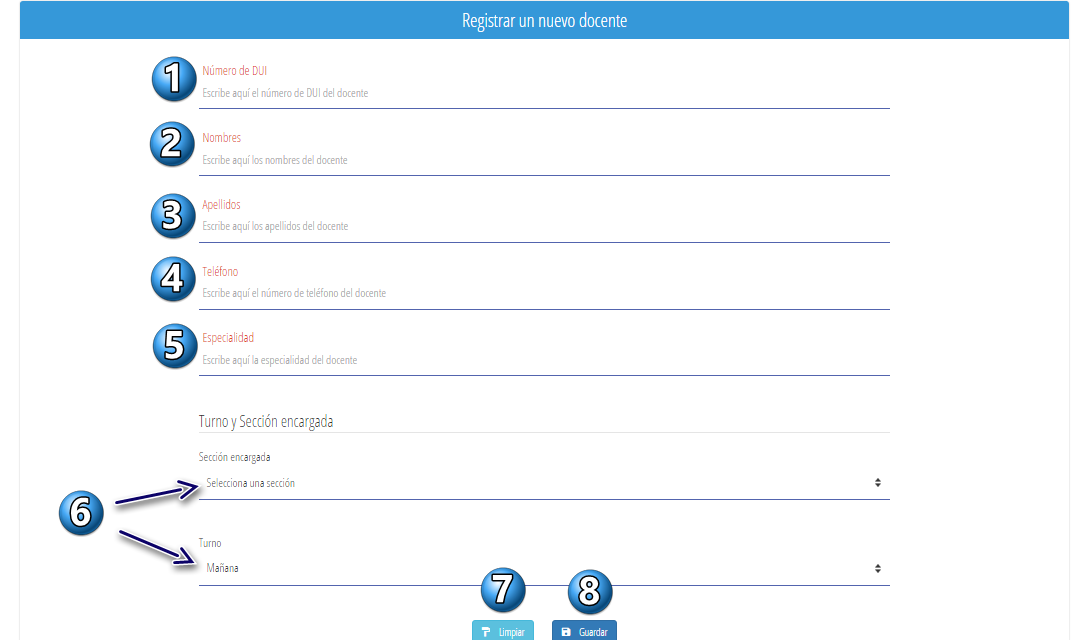 Registrar un nuevo docente
1
Número de DUI
Escribe aquí el número de DUI del docente
2
Nombres
Escribe aquí los nombres del docente
3
Apellidos
Escribe aquí los apellidos del docente
4
Teléfono
Escribe aquí el número de teléfono del docente
5
Especialidad
Escribe aquí la especialidad del docente
Turno y Sección encargada
Sección encargada
Selecciona una sección
6
Turno
Mañana
7 8
Limpiar Guardar